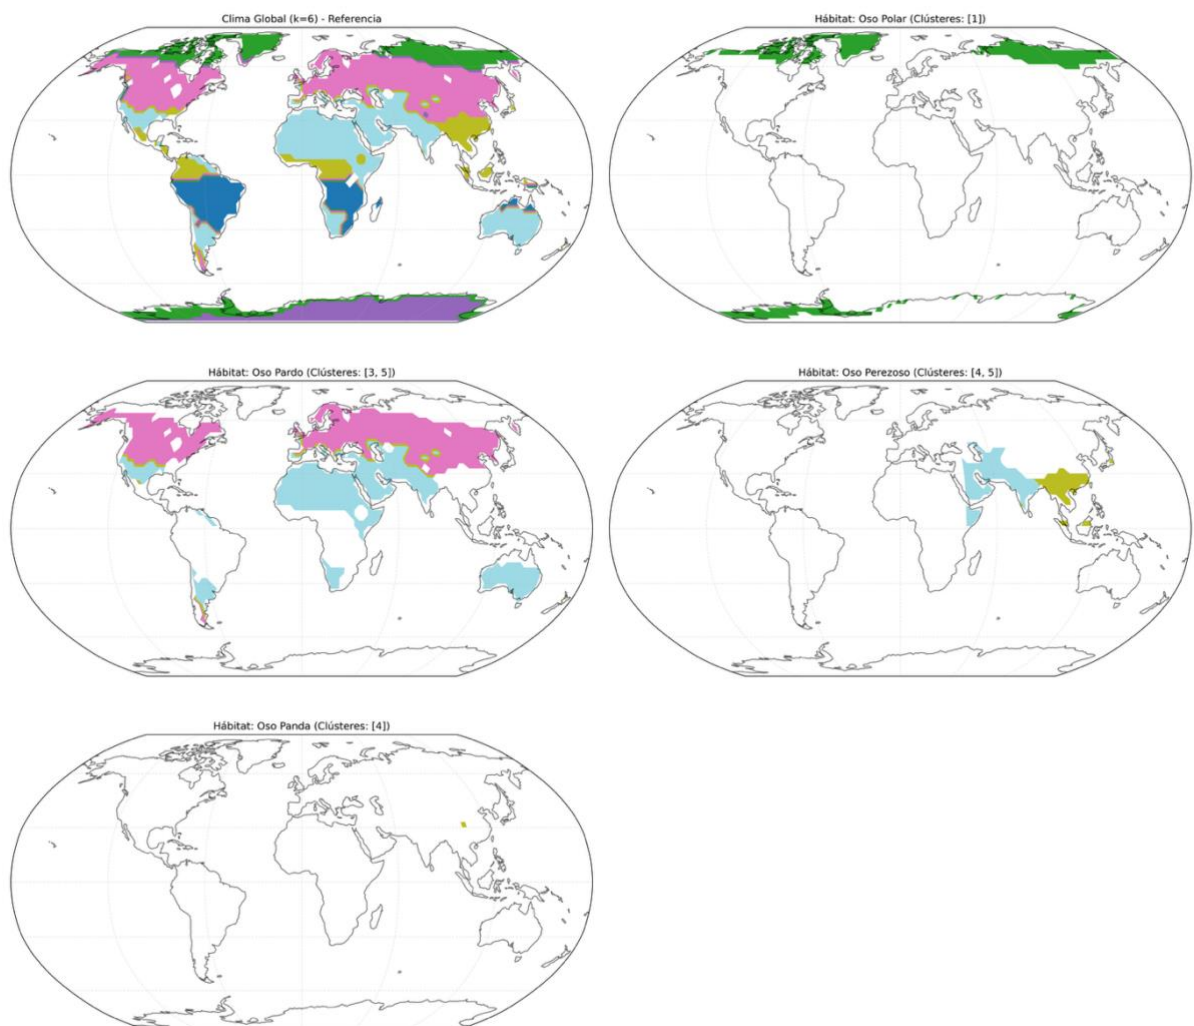 Clima Global (k=6) - Referencia
Hábitat: Oso Polar (Clústeres: [1])
Hábitat: Oso Pardo (Clústeres: [3, 5])
Hábitat: Oso Perezoso (Clústeres: [4, 5])
Hábitat: Oso Panda (Clústeres: [4])